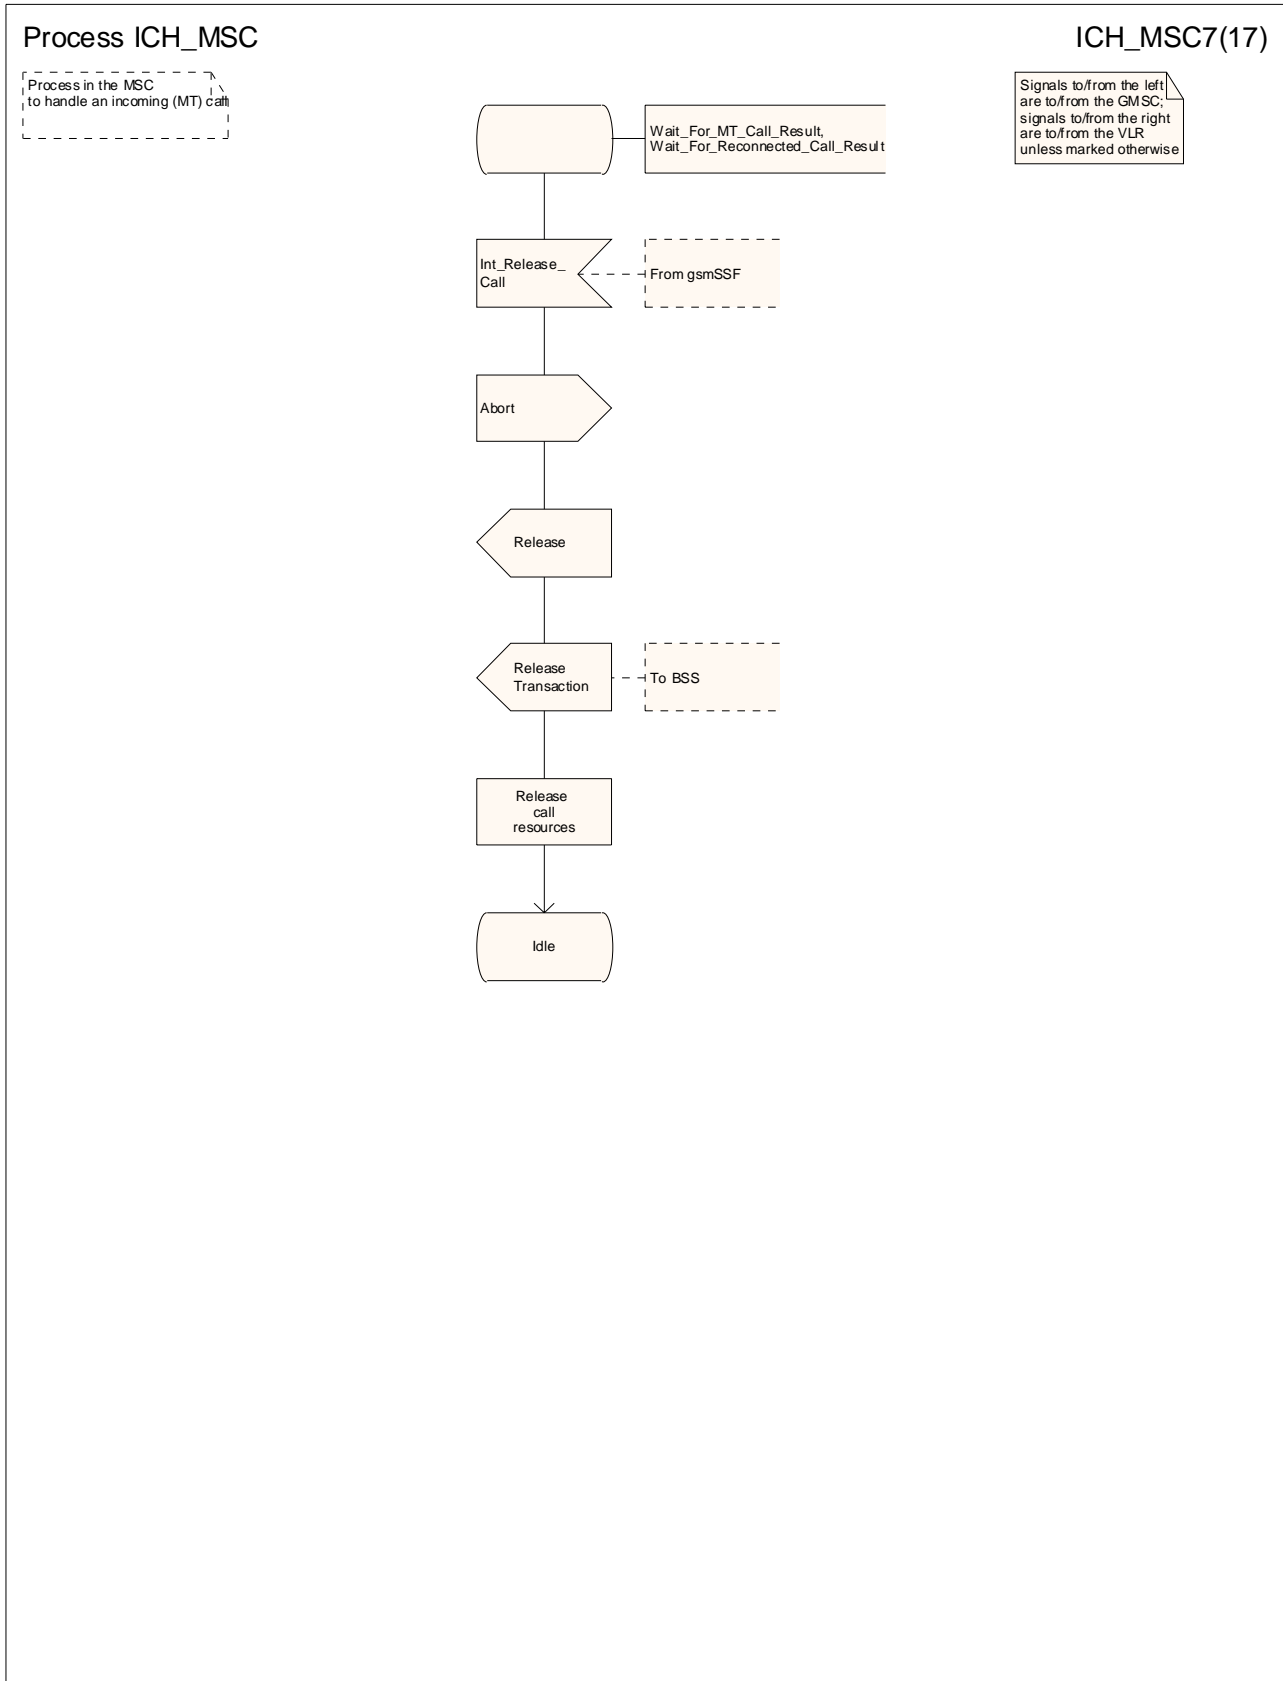 Process ICH_MSC
ICH_MSC7(17)
Process in the MSC
to handle an incoming (MT) call
Signals to/from the left
are to/from the GMSC;
signals to/from the right
are to/from the VLR
unless marked otherwise
Wait_For_MT_Call_Result,
Wait_For_Reconnected_Call_Result
Int_Release_
Call
From gsmSSF
Abort
Release
Release
Transaction
To BSS
Release
call
resources
Idle